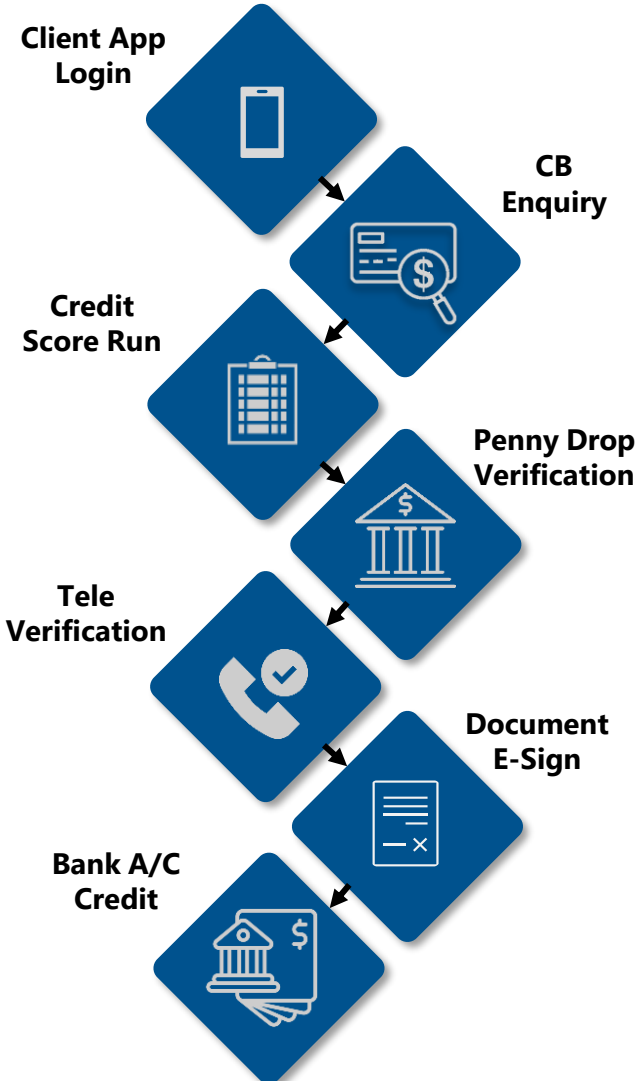 Client App
Login
CB
Enquiry
$
Credit
Score Run
Penny Drop
Verification
$
Tele
Verification
Document
E-Sign
Bank A/C
Credit
$